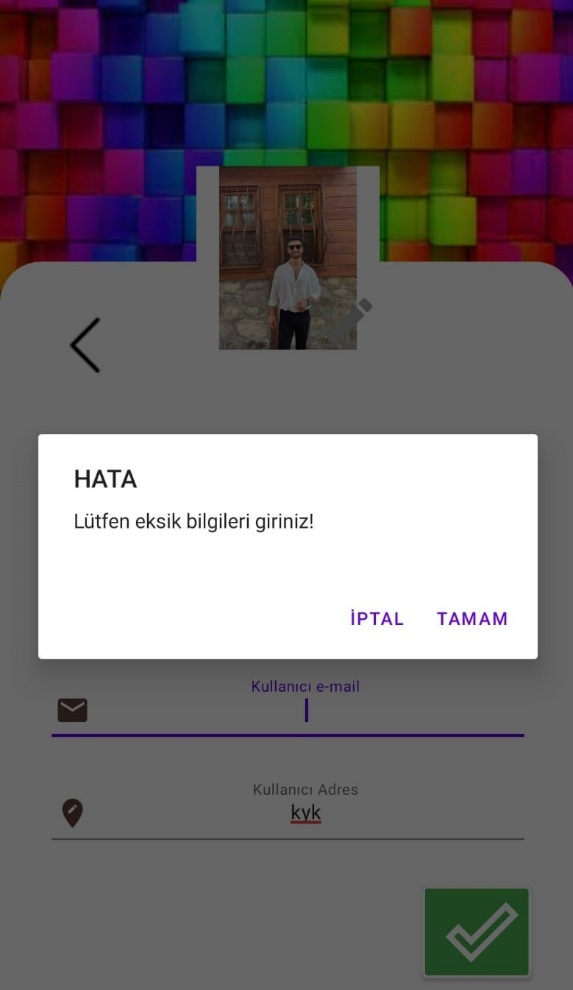 HATA
Lütfen eksik bilgileri giriniz!
İPTAL TAMAM
Kullanıcı e-mail
Kullanıcı Adres
kyk